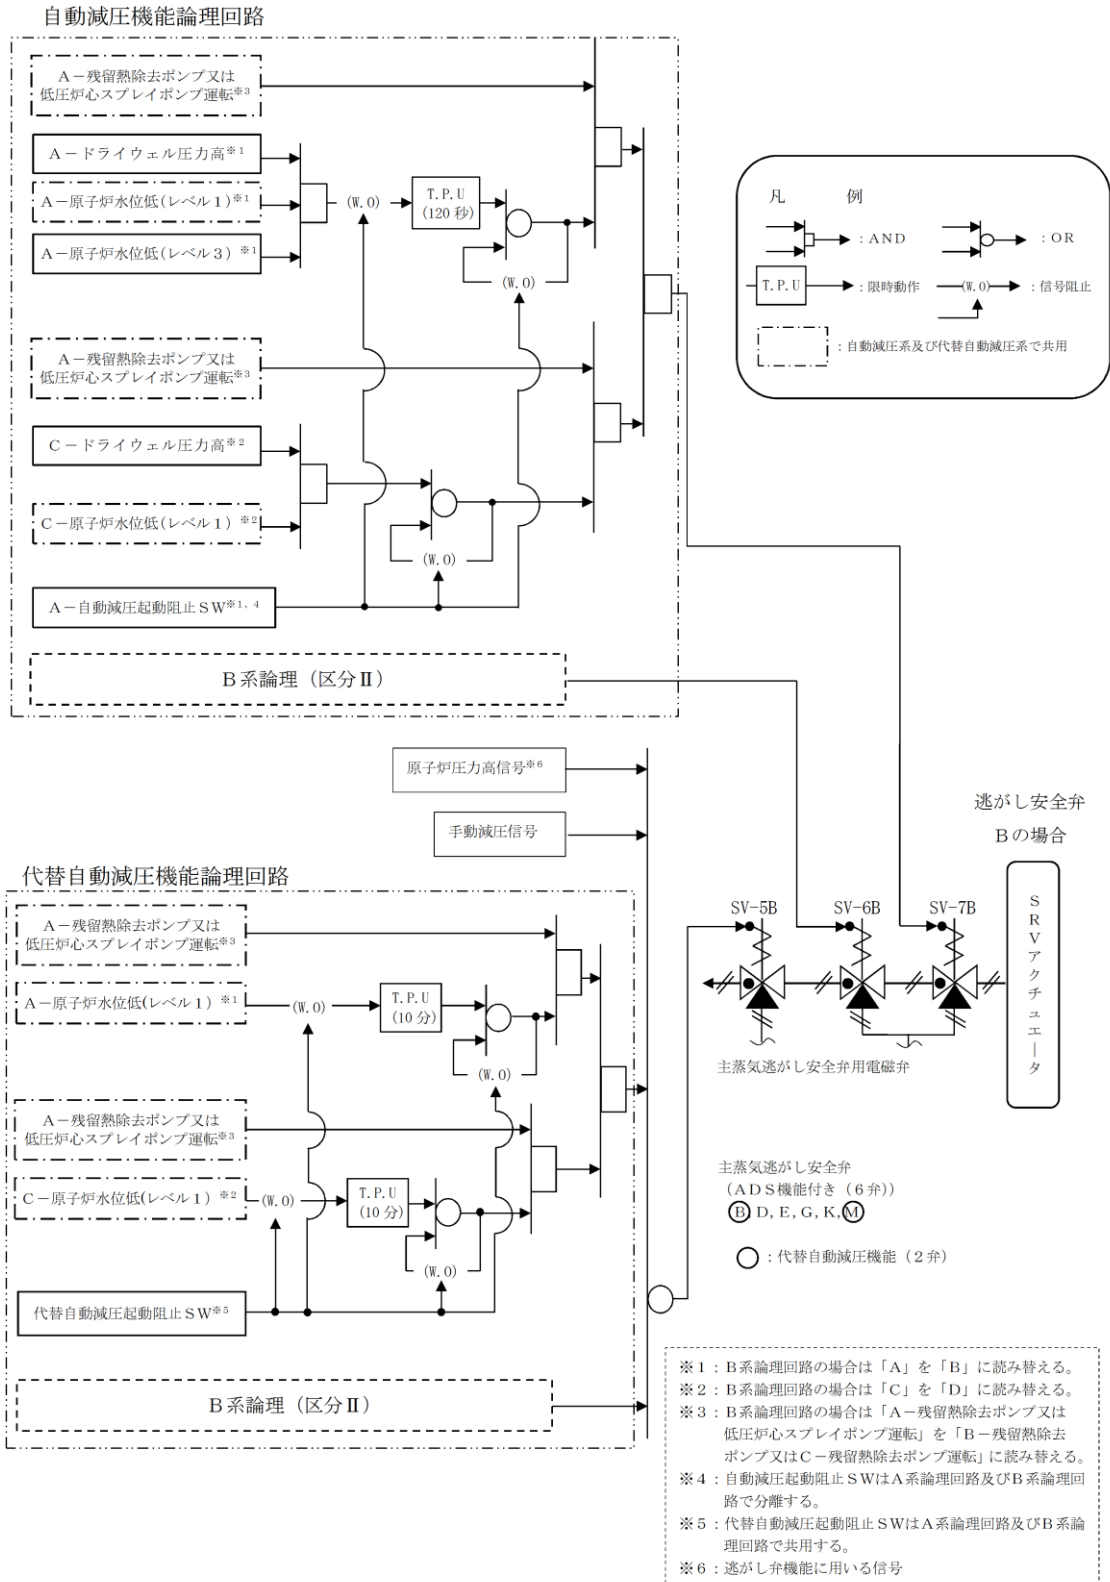 自動減圧機能論理回路
A－残留熱除去ポンプ又は
低圧炉心スプレイポンプ運転※3
A－ドライウェル圧力高※1
A－原子炉水位低(レベル1)※1
A－原子炉水位低(レベル3)※1
(W.O)
T.P.U
(120秒)
(W.O)
A－残留熱除去ポンプ又は
低圧炉心スプレイポンプ運転※3
C－ドライウェル圧力高※2
C－原子炉水位低(レベル1)※2
(W.O)
A－自動減圧起動阻止SW※1, 4
B系論理（区分Ⅱ）
凡　例
：AND
：OR
T.P.U
：限時動作
(W.O)
：信号阻止
：自動減圧系及び代替自動減圧系で共用
原子炉圧力高信号※6
手動減圧信号
代替自動減圧機能論理回路
A－残留熱除去ポンプ又は
低圧炉心スプレイポンプ運転※3
A－原子炉水位低(レベル1)※1
(W.O)
T.P.U
(10分)
(W.O)
A－残留熱除去ポンプ又は
低圧炉心スプレイポンプ運転※3
C－原子炉水位低(レベル1)※2
(W.O)
T.P.U
(10分)
(W.O)
代替自動減圧起動阻止SW※5
B系論理（区分Ⅱ）
逃がし安全弁
Bの場合
SV-5B
SV-6B
SV-7B
SRVアクチュエータ
主蒸気逃がし安全弁用電磁弁
主蒸気逃がし安全弁
（ADS機能付き（6弁））
B, D, E, G, K, M
○：代替自動減圧機能（2弁）
※1：B系論理回路の場合は「A」を「B」に読み替える。
※2：B系論理回路の場合は「C」を「D」に読み替える。
※3：B系論理回路の場合は「A－残留熱除去ポンプ又は
低圧炉心スプレイポンプ運転」を「B－残留熱除去
ポンプ又はC－残留熱除去ポンプ運転」に読み替える。
※4：自動減圧起動阻止SWはA系論理回路及びB系論理回
路で分離する。
※5：代替自動減圧起動阻止SWはA系論理回路及びB系論
理回路で共用する。
※6：逃がし弁機能に用いる信号